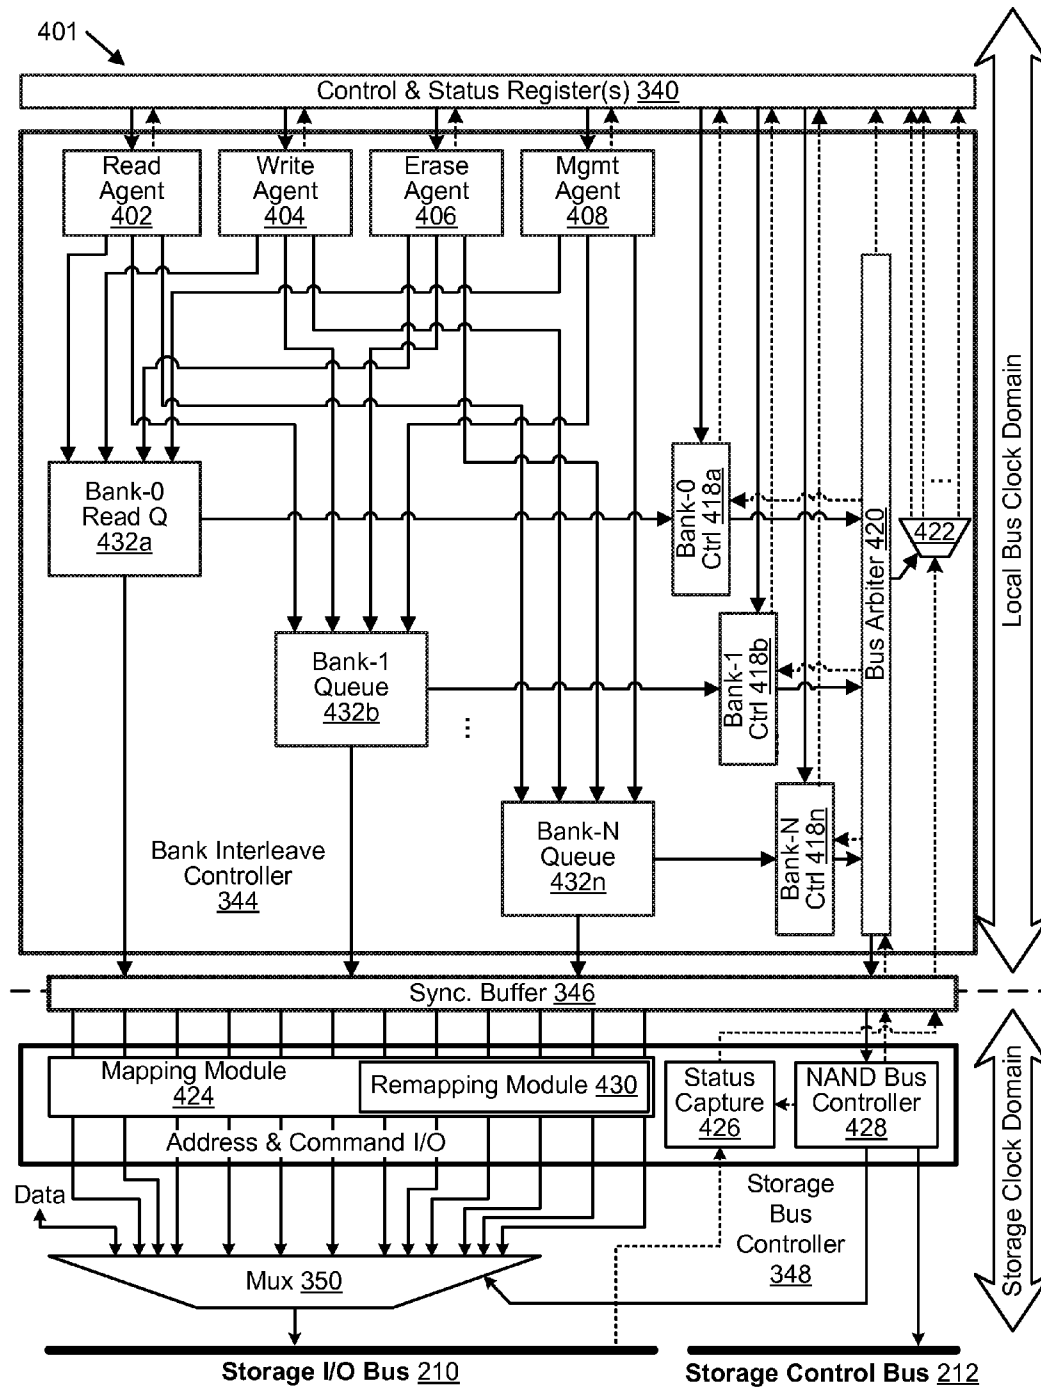 401
Control & Status Register(s) 340
Read
Agent
402
Write
Agent
404
Erase
Agent
406
Mgmt
Agent
408
Local Bus Clock Domain
Bank-0
Read Q
432a
Bank-0
Ctrl 418a
Bus Arbiter 420
...
422
Bank-1
Queue
432b
...
Bank-1
Ctrl 418b
Bank-N
Queue
432n
Bank-N
Ctrl 418n
Bank Interleave
Controller
344
Sync. Buffer 346
Mapping Module
424
Remapping Module 430
Status
Capture
426
NAND Bus
Controller
428
Address & Command I/O
Storage Clock Domain
Data
Storage
Bus
Controller
348
Mux 350
Storage I/O Bus 210
Storage Control Bus 212